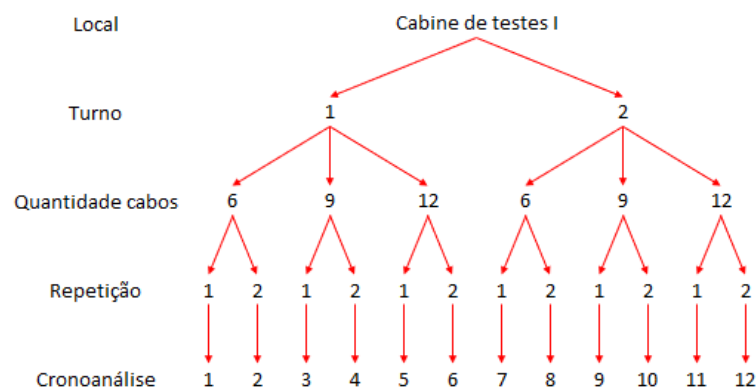 Local Cabine de testes I
Turno 1 2
Quantidade cabos 6 9 12 6 9 12
Repetição 1 2 1 2 1 2 1 2 1 2 1 2
Cronoanálise 1 2 3 4 5 6 7 8 9 10 11 12